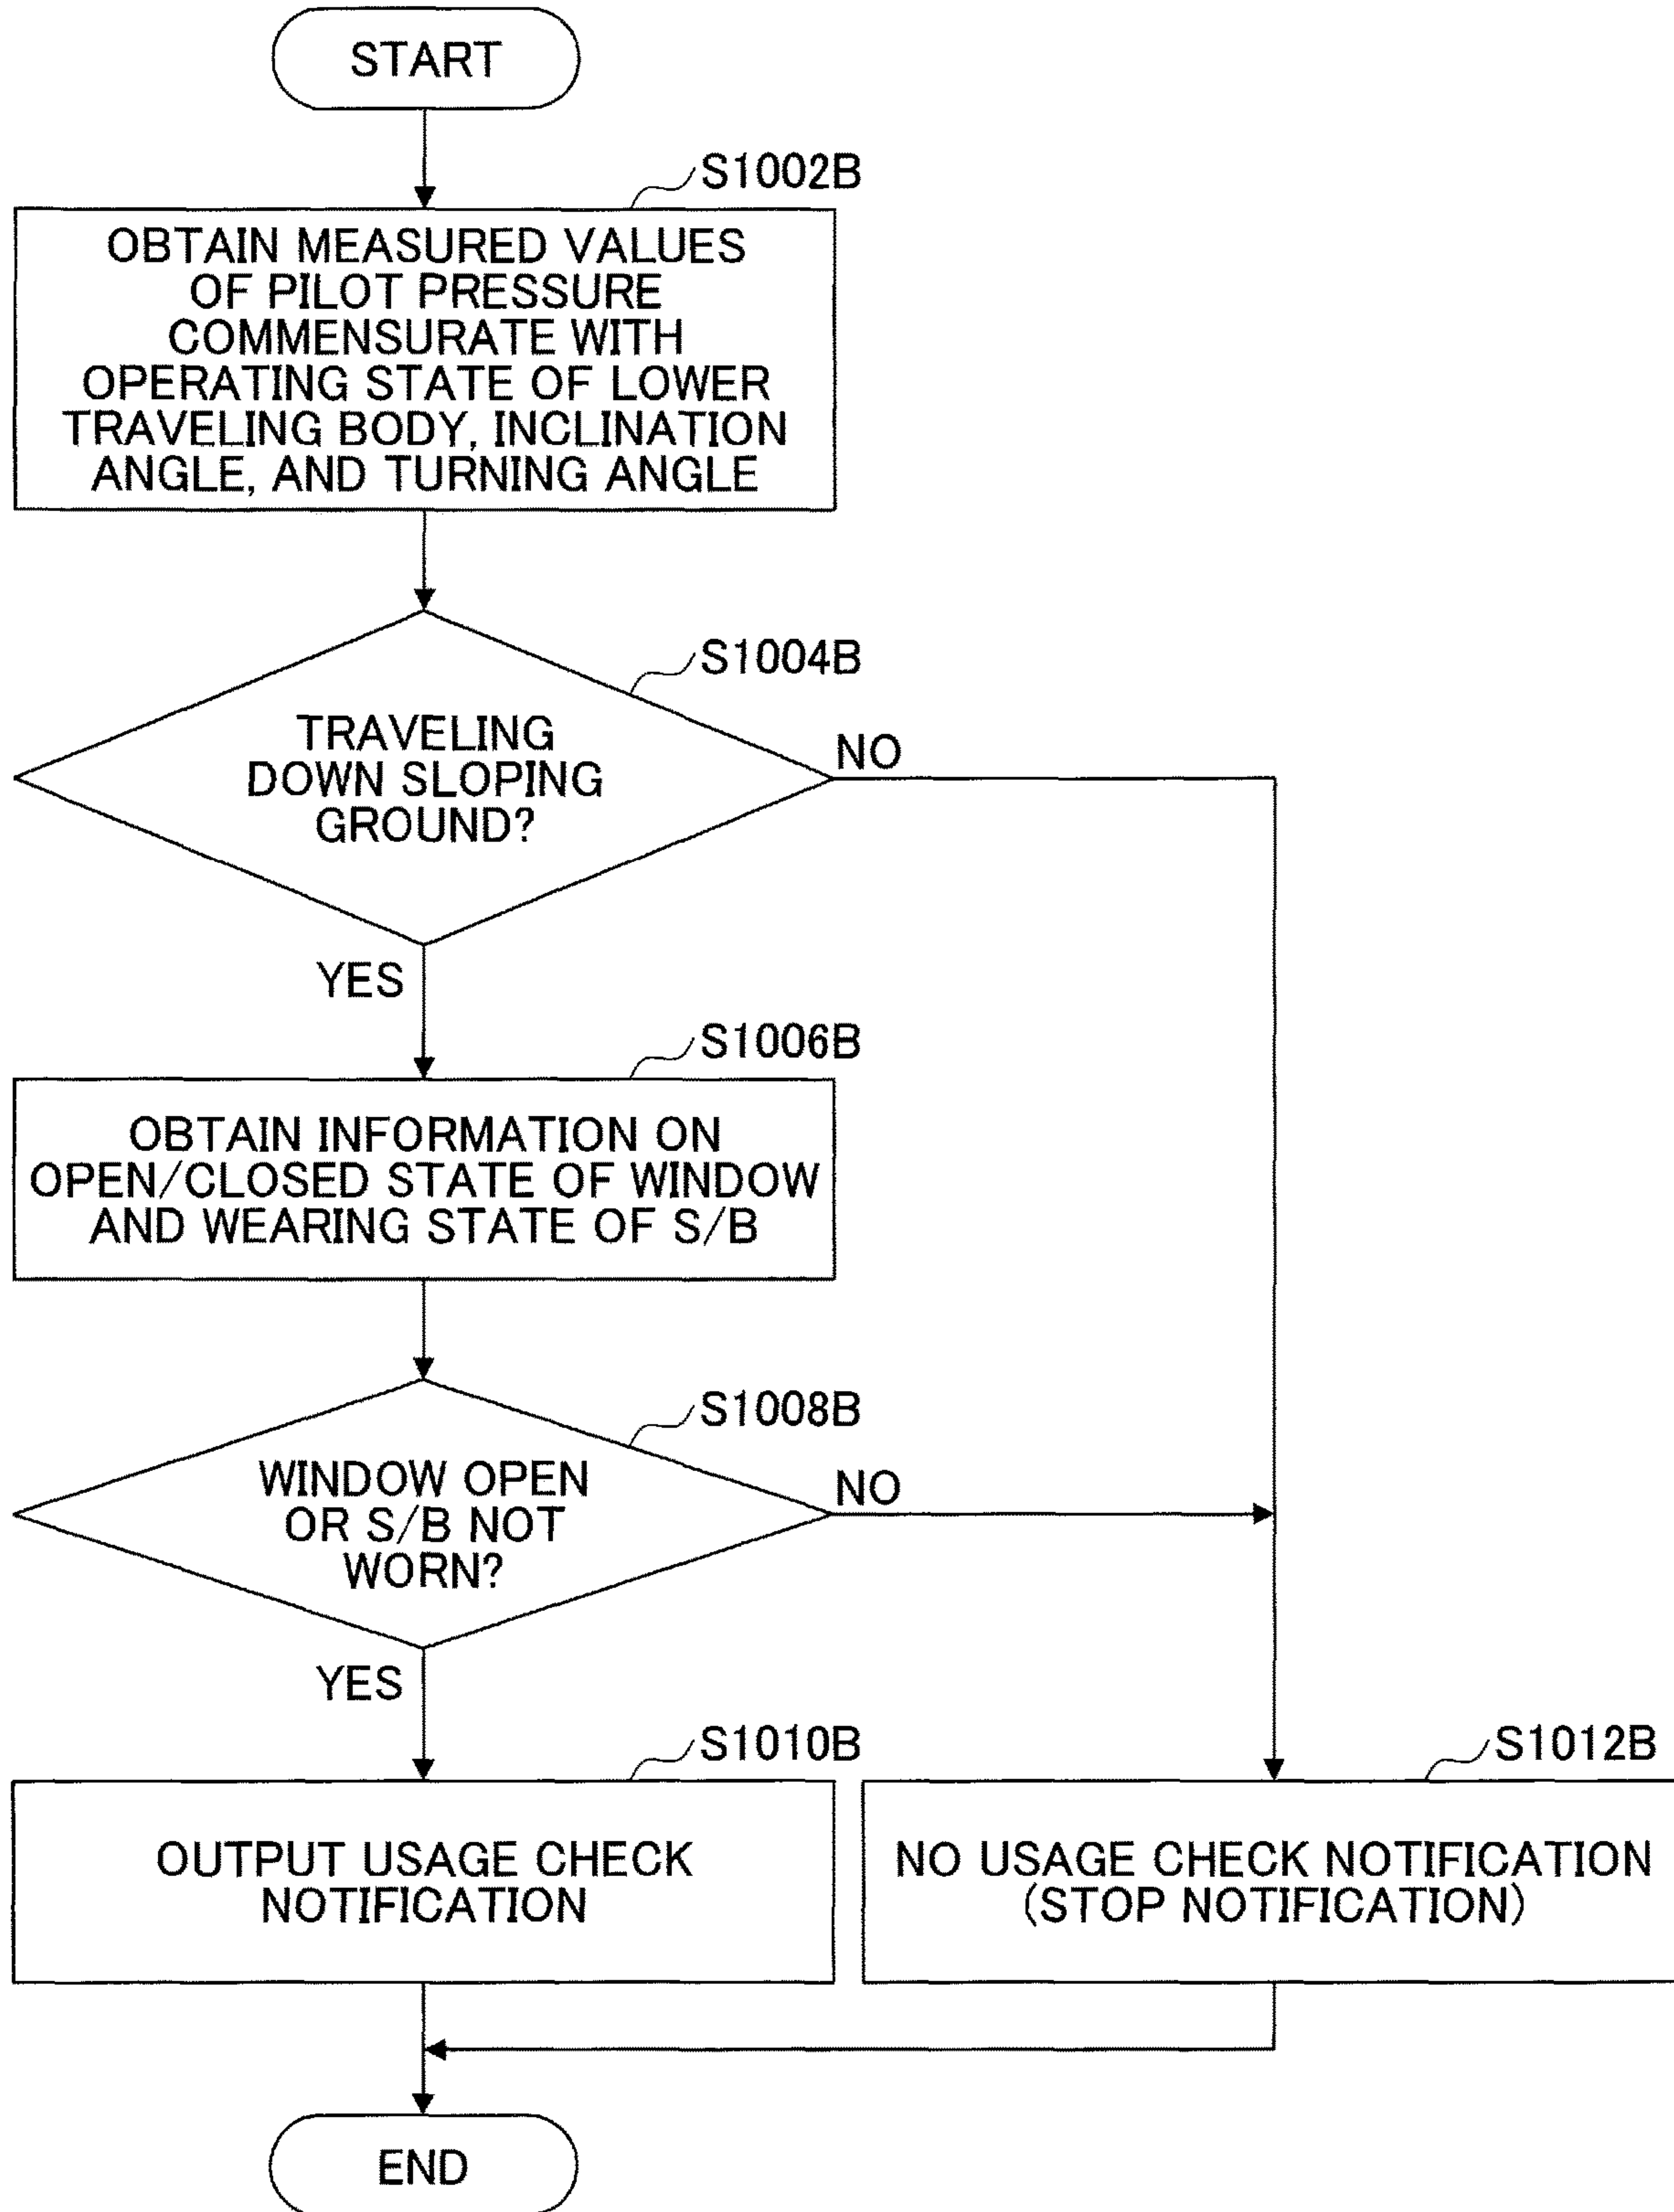 START
S1002B
OBTAIN MEASURED VALUES
OF PILOT PRESSURE
COMMENSURATE WITH
OPERATING STATE OF LOWER
TRAVELING BODY, INCLINATION
ANGLE, AND TURNING ANGLE
S1004B
TRAVELING
DOWN SLOPING
GROUND?
NO
YES
S1006B
OBTAIN INFORMATION ON
OPEN/CLOSED STATE OF WINDOW
AND WEARING STATE OF S/B
S1008B
WINDOW OPEN
OR S/B NOT
WORN?
NO
YES
S1010B
OUTPUT USAGE CHECK
NOTIFICATION
S1012B
NO USAGE CHECK NOTIFICATION
(STOP NOTIFICATION)
END